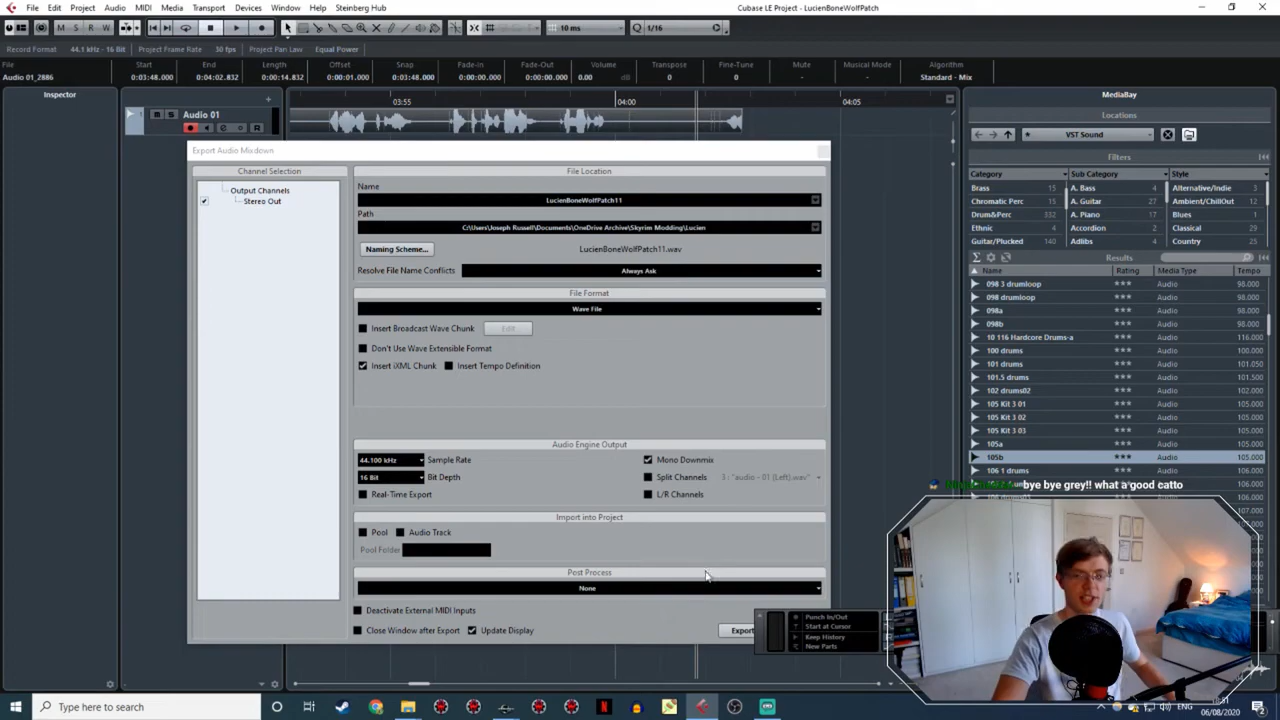 File Edit Project Audio MIDI Media Transport Devices Window Help Steinberg Hub
Cubase LE Project - LucienBoneWolfPatch
M S R W
10 ms
Q 1/16
Record Format 44.1 kHz - 16 Bit Project Frame Rate 30 fps Project Pan Law Equal Power
File Start End Length Offset Snap Fade-In Fade-Out Volume Transpose Fine-Tune Mute Musical Mode Algorithm
Audio 01_2886 0:03:48.000 0:04:02.832 0:00:14.832 0:00:01.000 0:03:48.000 0:00:00.000 0:00:00.000 0.00 dB 0 0 Standard - Mix
Inspector
03:55 04:00 04:05
M S Audio 01
R
MediaBay
Locations
VST Sound
Filters
Category Sub Category Style
Brass 15 A. Bass 4 Alternative/Indie 3
Chromatic Perc 15 A. Guitar 27 Ambient/ChillOut 12
Drum&Perc 332 A. Piano 17 Blues 1
Ethnic 4 Accordion 2 Classical 29
Guitar/Plucked 140 Adlibs 4 Country 25
Results
Name Rating Media Type Tempo
098 3 drumloop *** Audio 98.000
098 drumloop *** Audio 98.000
098a *** Audio 98.000
098b *** Audio 98.000
10 116 Hardcore Drums-a *** Audio 116.000
100 drums *** Audio 100.000
101 drums *** Audio 101.050
101.5 drums *** Audio 101.500
102 drums02 *** Audio 102.000
105 Kit 3 01 *** Audio 105.000
105 Kit 3 02 *** Audio 105.000
105 Kit 3 03 *** Audio 105.000
105a *** Audio 105.000
105b *** Audio 105.000
106 1 drums *** Audio 106.000
bye bye grey!! what a good catto
Export Audio Mixdown
Channel Selection
Output Channels
Stereo Out
File Location
Name
LucienBoneWolfPatch11
Path
C:\Users\Joseph Russell\Documents\OneDrive Archive\Skyrim Modding\Lucien
Naming Scheme... LucienBoneWolfPatch11.wav
Resolve File Name Conflicts Always Ask
File Format
Wave File
Insert Broadcast Wave Chunk Edit...
Don't Use Wave Extensible Format
Insert iXML Chunk Insert Tempo Definition
Audio Engine Output
44.100 kHz Sample Rate Mono Downmix
16 Bit Bit Depth Split Channels 3 : "audio - 01 (Left).wav"
Real-Time Export L/R Channels
Import into Project
Pool Audio Track
Pool Folder
Post Process
None
Deactivate External MIDI Inputs
Close Window after Export Update Display Export
Punch In/Out
Start at Cursor
Keep History
New Parts
Type here to search
ENG
06/08/2020